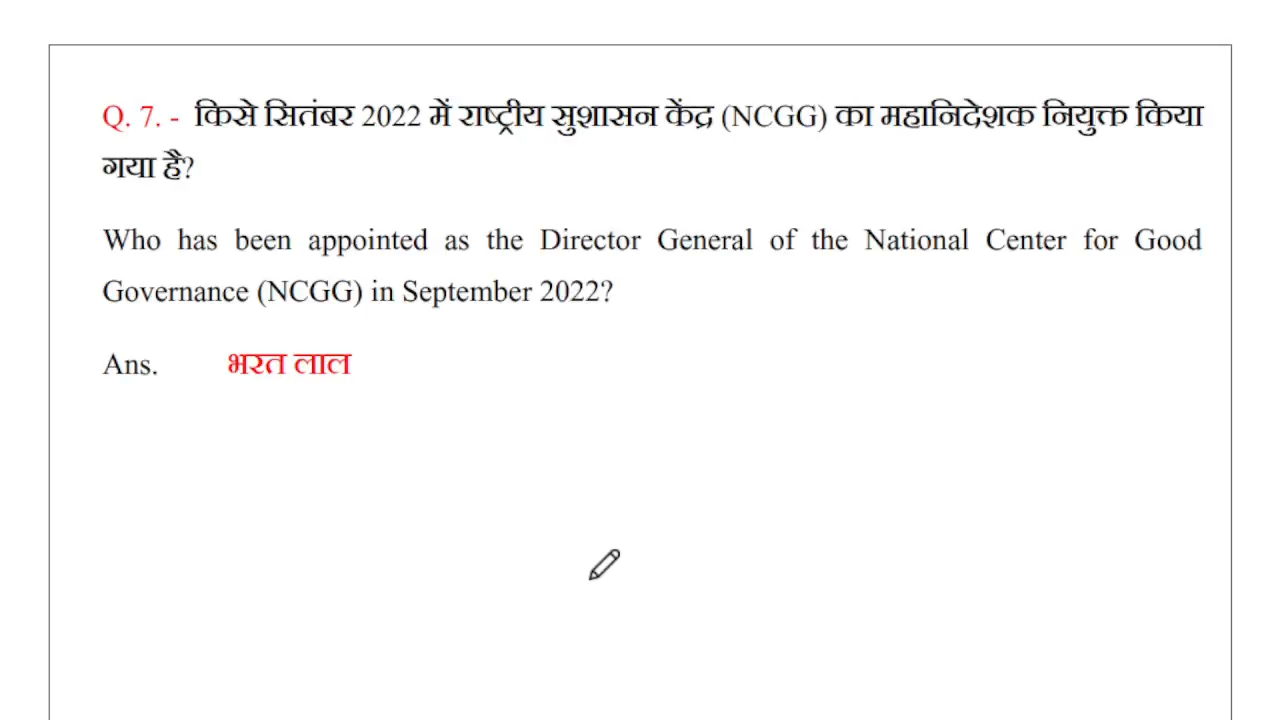 Q. 7. - किसे सितंबर 2022 में राष्ट्रीय सुशासन केंद्र (NCGG) का महानिदेशक नियुक्त किया
गया है?
Who has been appointed as the Director General of the National Center for Good
Governance (NCGG) in September 2022?
Ans. भरत लाल